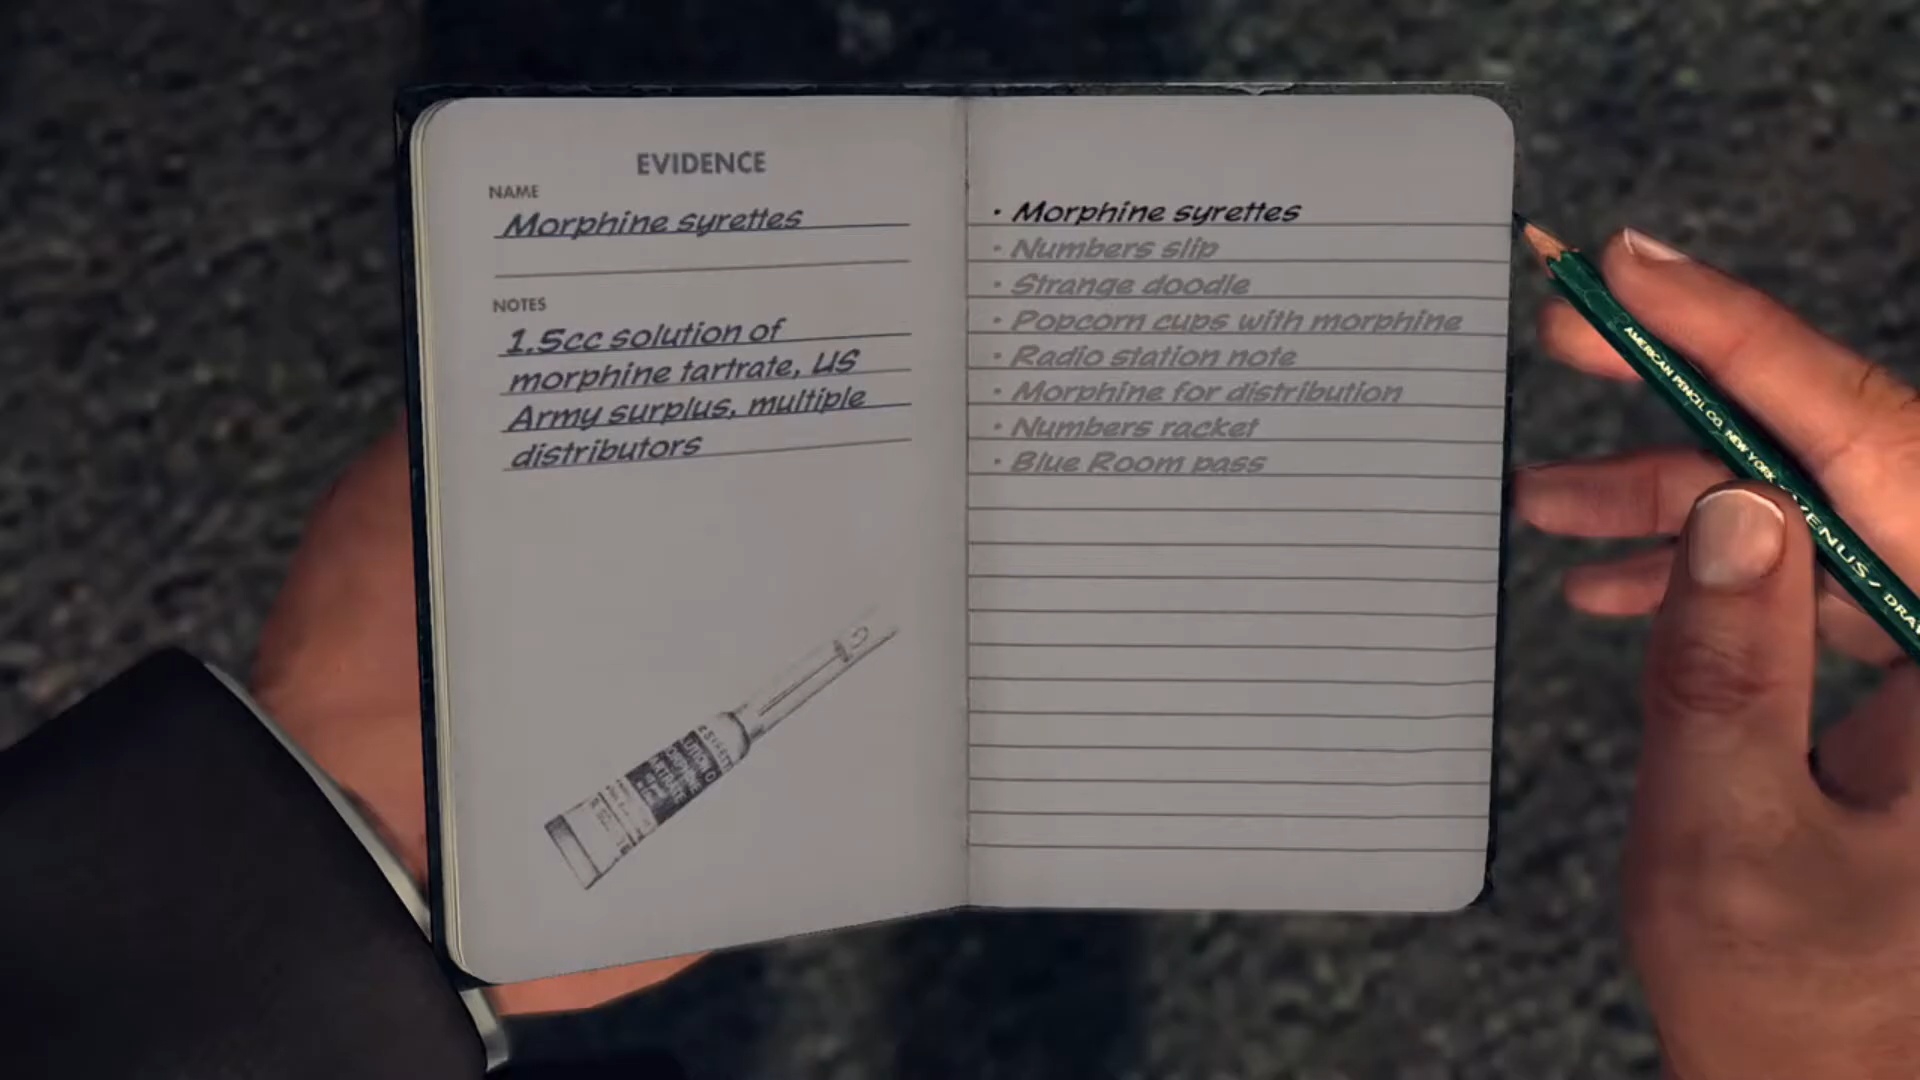 EVIDENCE
NAME
Morphine syrettes
NOTES
1.5cc solution of
morphine tartrate, US
Army surplus, multiple
distributors
• Morphine syrettes
• Numbers slip
• Strange doodle
• Popcorn cups with morphine
• Radio station note
• Morphine for distribution
• Numbers racket
• Blue Room pass
AMERICAN PENCIL CO. NEW YORK VENUS